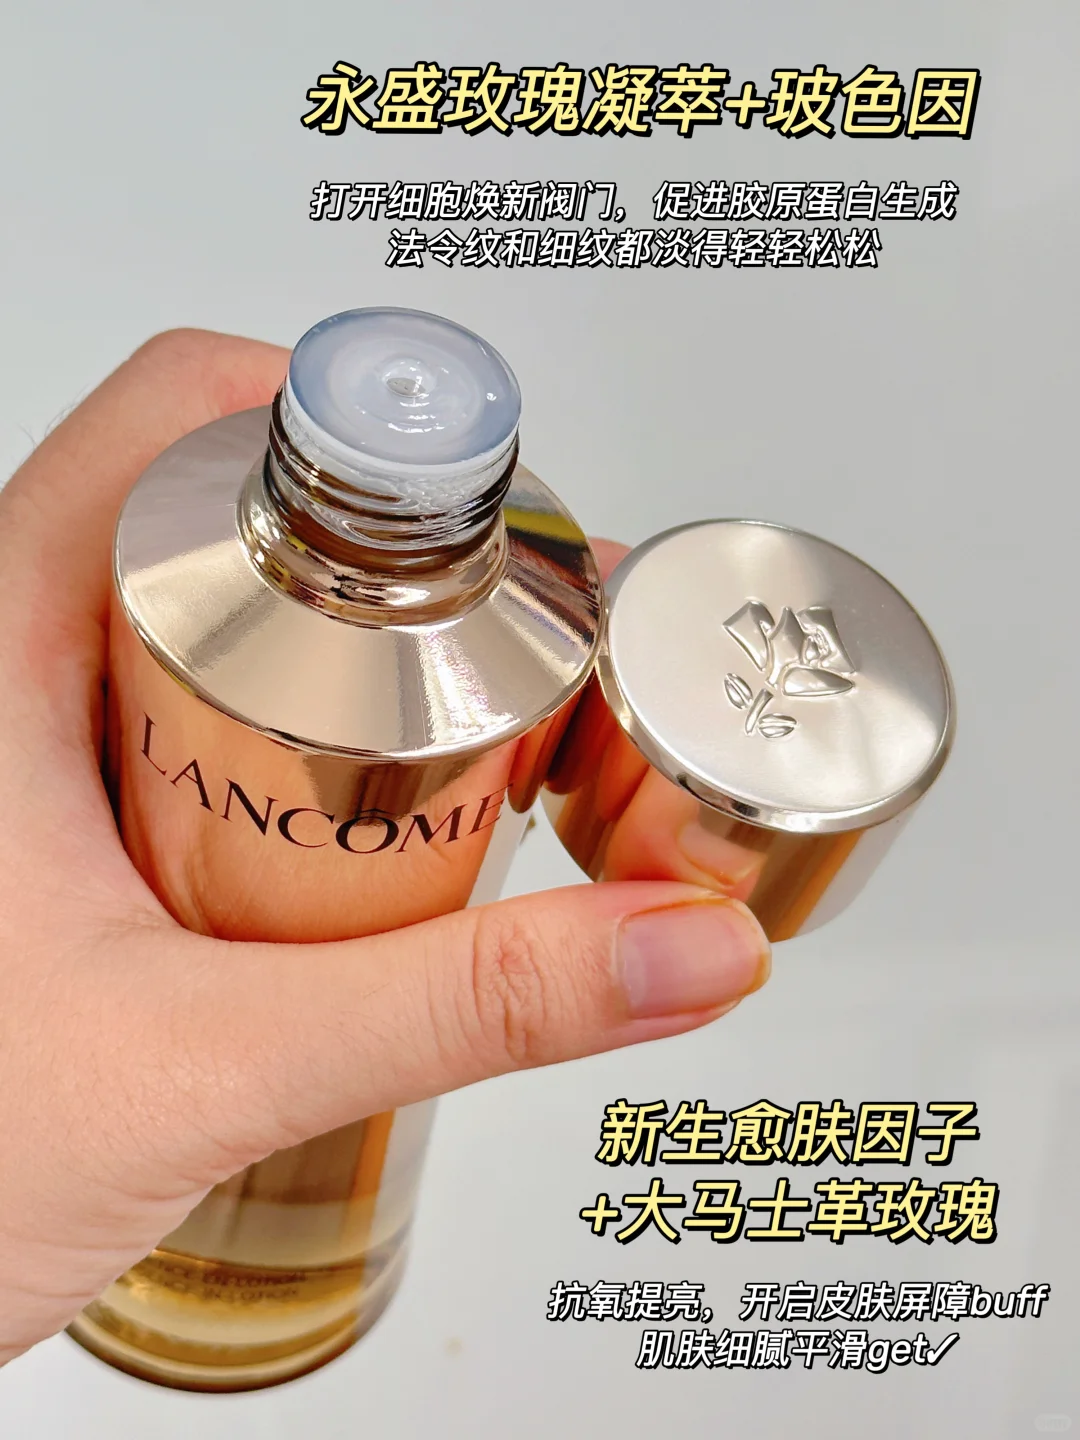 永盛玫瑰凝萃+玻色因
打开细胞焕新阀门，促进胶原蛋白生成
法令纹和细纹都淡得轻轻松松
LANCÔME
新生愈肤因子
+大马士革玫瑰
抗氧提亮，开启皮肤屏障buff
肌肤细腻平滑get✓